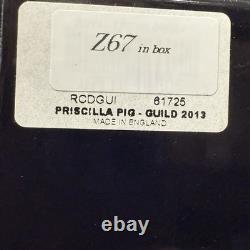 Z67 in box
RCDGUI 61725
PRISCILLA PIG - GUILD 2013
MADE IN ENGLAND